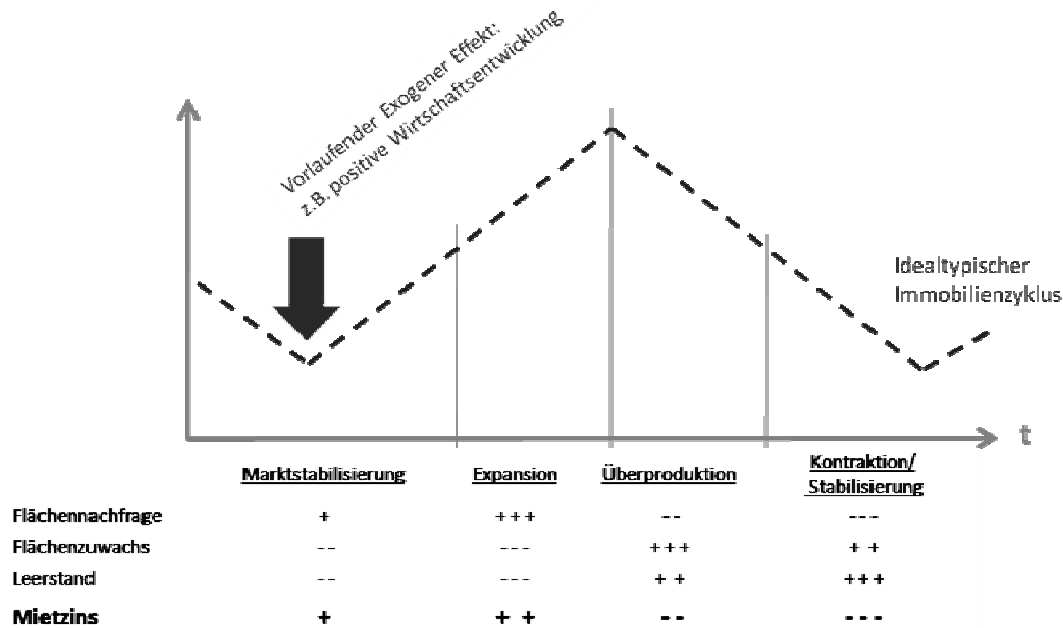 Vorlaufender Exogener Effekt:
z.B. positive Wirtschaftsentwicklung
Idealtypischer
Immobilienzyklus
t
Marktstabilisierung Expansion Überproduktion Kontraktion/
Stabilisierung
Flächennachfrage + +++ -- ---
Flächenzuwachs -- --- +++ ++
Leerstand -- --- ++ +++
Mietzins + ++ -- ---